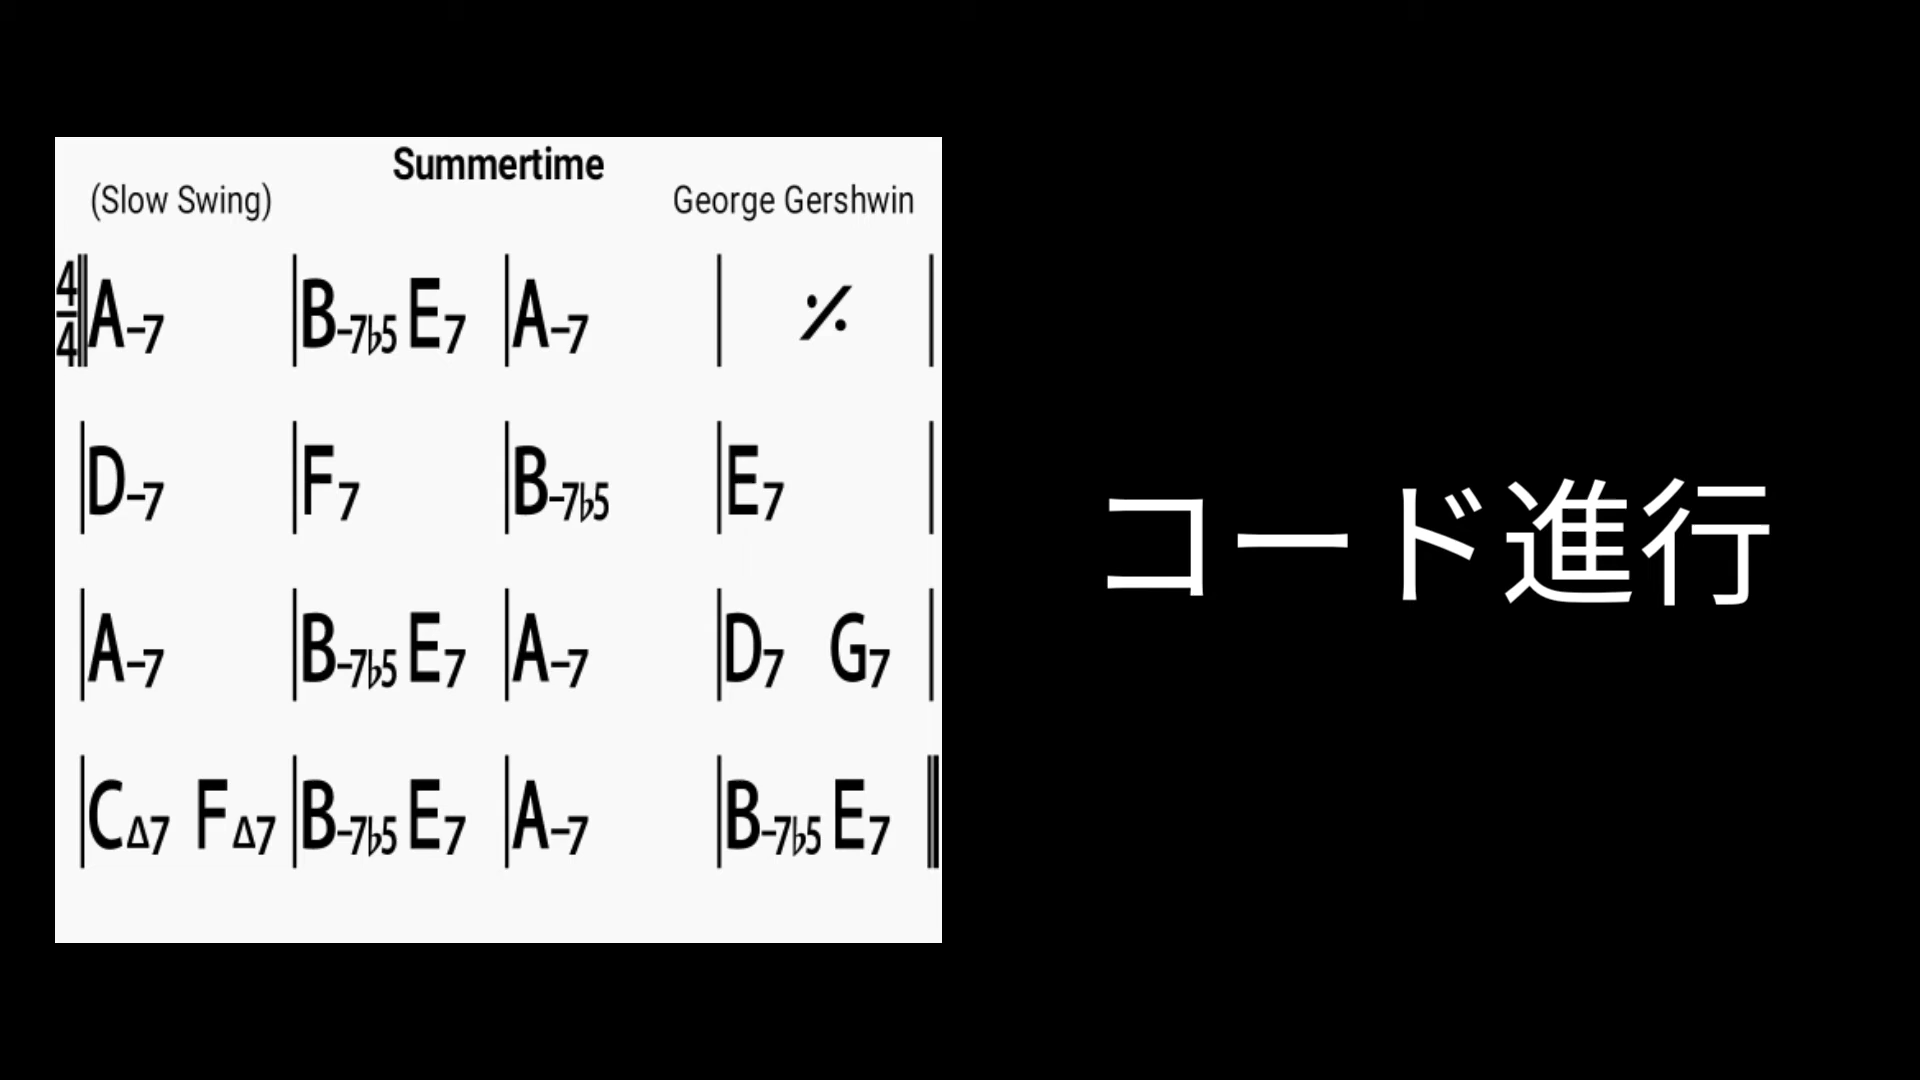 Summertime
(Slow Swing) George Gershwin
4/4 A-7 | B-7♭5 E7 | A-7 | 𝄎 |
| D-7 | F7 | B-7♭5 | E7 |
| A-7 | B-7♭5 E7 | A-7 | D7 G7 |
| CΔ7 FΔ7 | B-7♭5 E7 | A-7 | B-7♭5 E7 ‖
コード進行